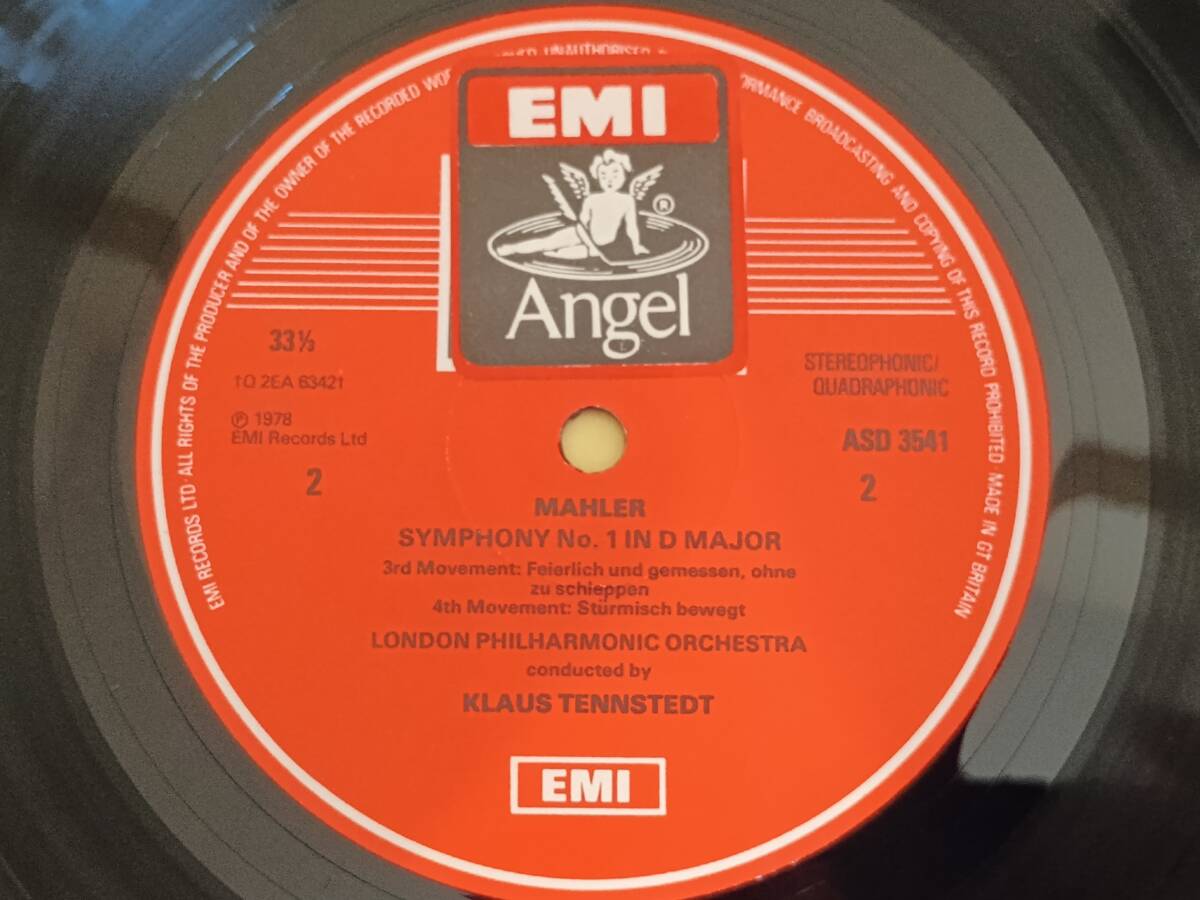 EMI
®
Angel
33⅓
1Q 2EA 63421
Ⓟ 1978
EMI Records Ltd
2
STEREOPHONIC/
QUADRAPHONIC
ASD 3541
2
MAHLER
SYMPHONY No. 1 IN D MAJOR
3rd Movement: Feierlich und gemessen, ohne
zu schieppen
4th Movement: Stürmisch bewegt
LONDON PHILHARMONIC ORCHESTRA
conducted by
KLAUS TENNSTEDT
EMI
EMI RECORDS LTD · ALL RIGHTS OF THE PRODUCER AND OF THE OWNER OF THE RECORDED UNAUTHORISED BROADCASTING AND COPYING OF THIS RECORD PROHIBITED · MADE IN GT BRITAIN